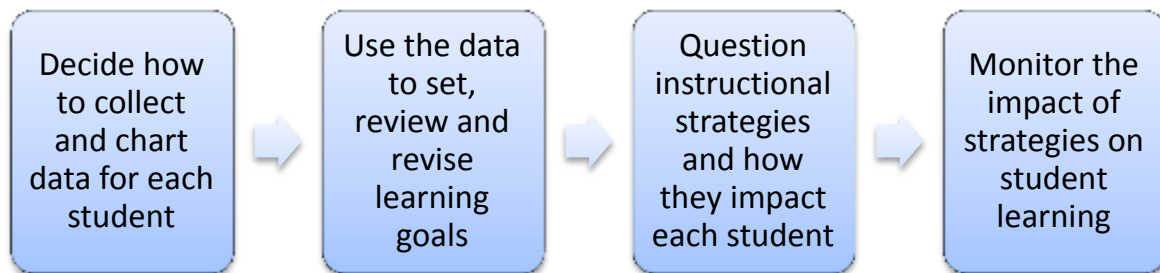 Decide how
to collect
and chart
data for each
student
Use the data
to set,
review and
revise
learning
goals
Question
instructional
strategies
and how
they impact
each student
Monitor the
impact of
strategies on
student
learning